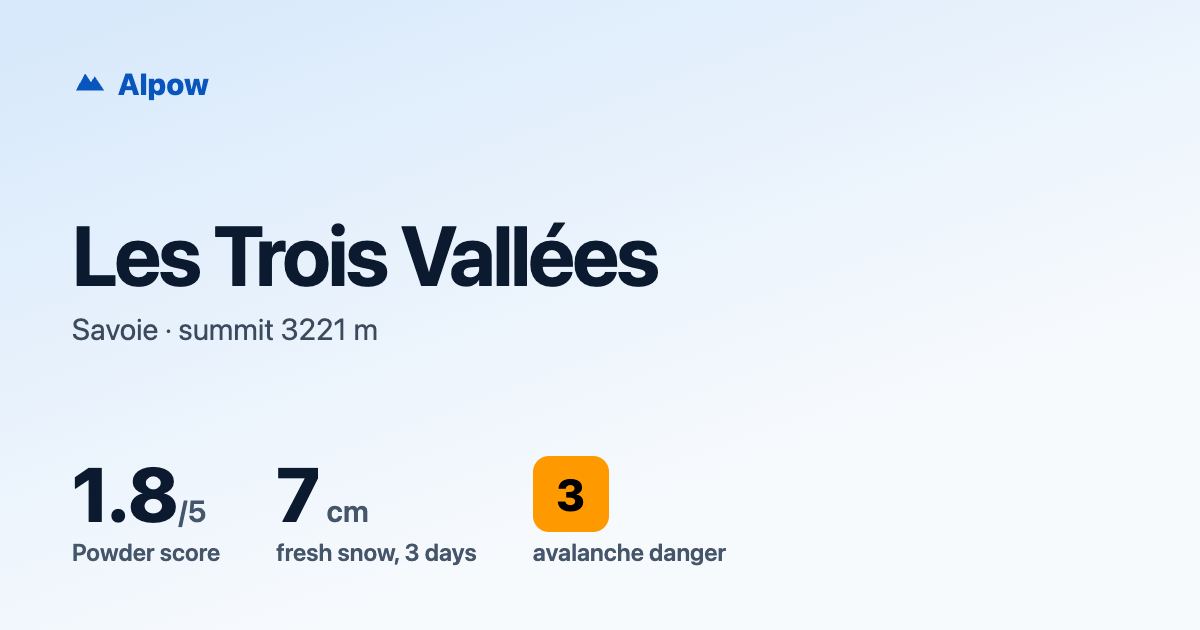 Alpow
Les Trois Vallées
Savoie · summit 3221 m
1.8/5
Powder score
7 cm
fresh snow, 3 days
3
avalanche danger